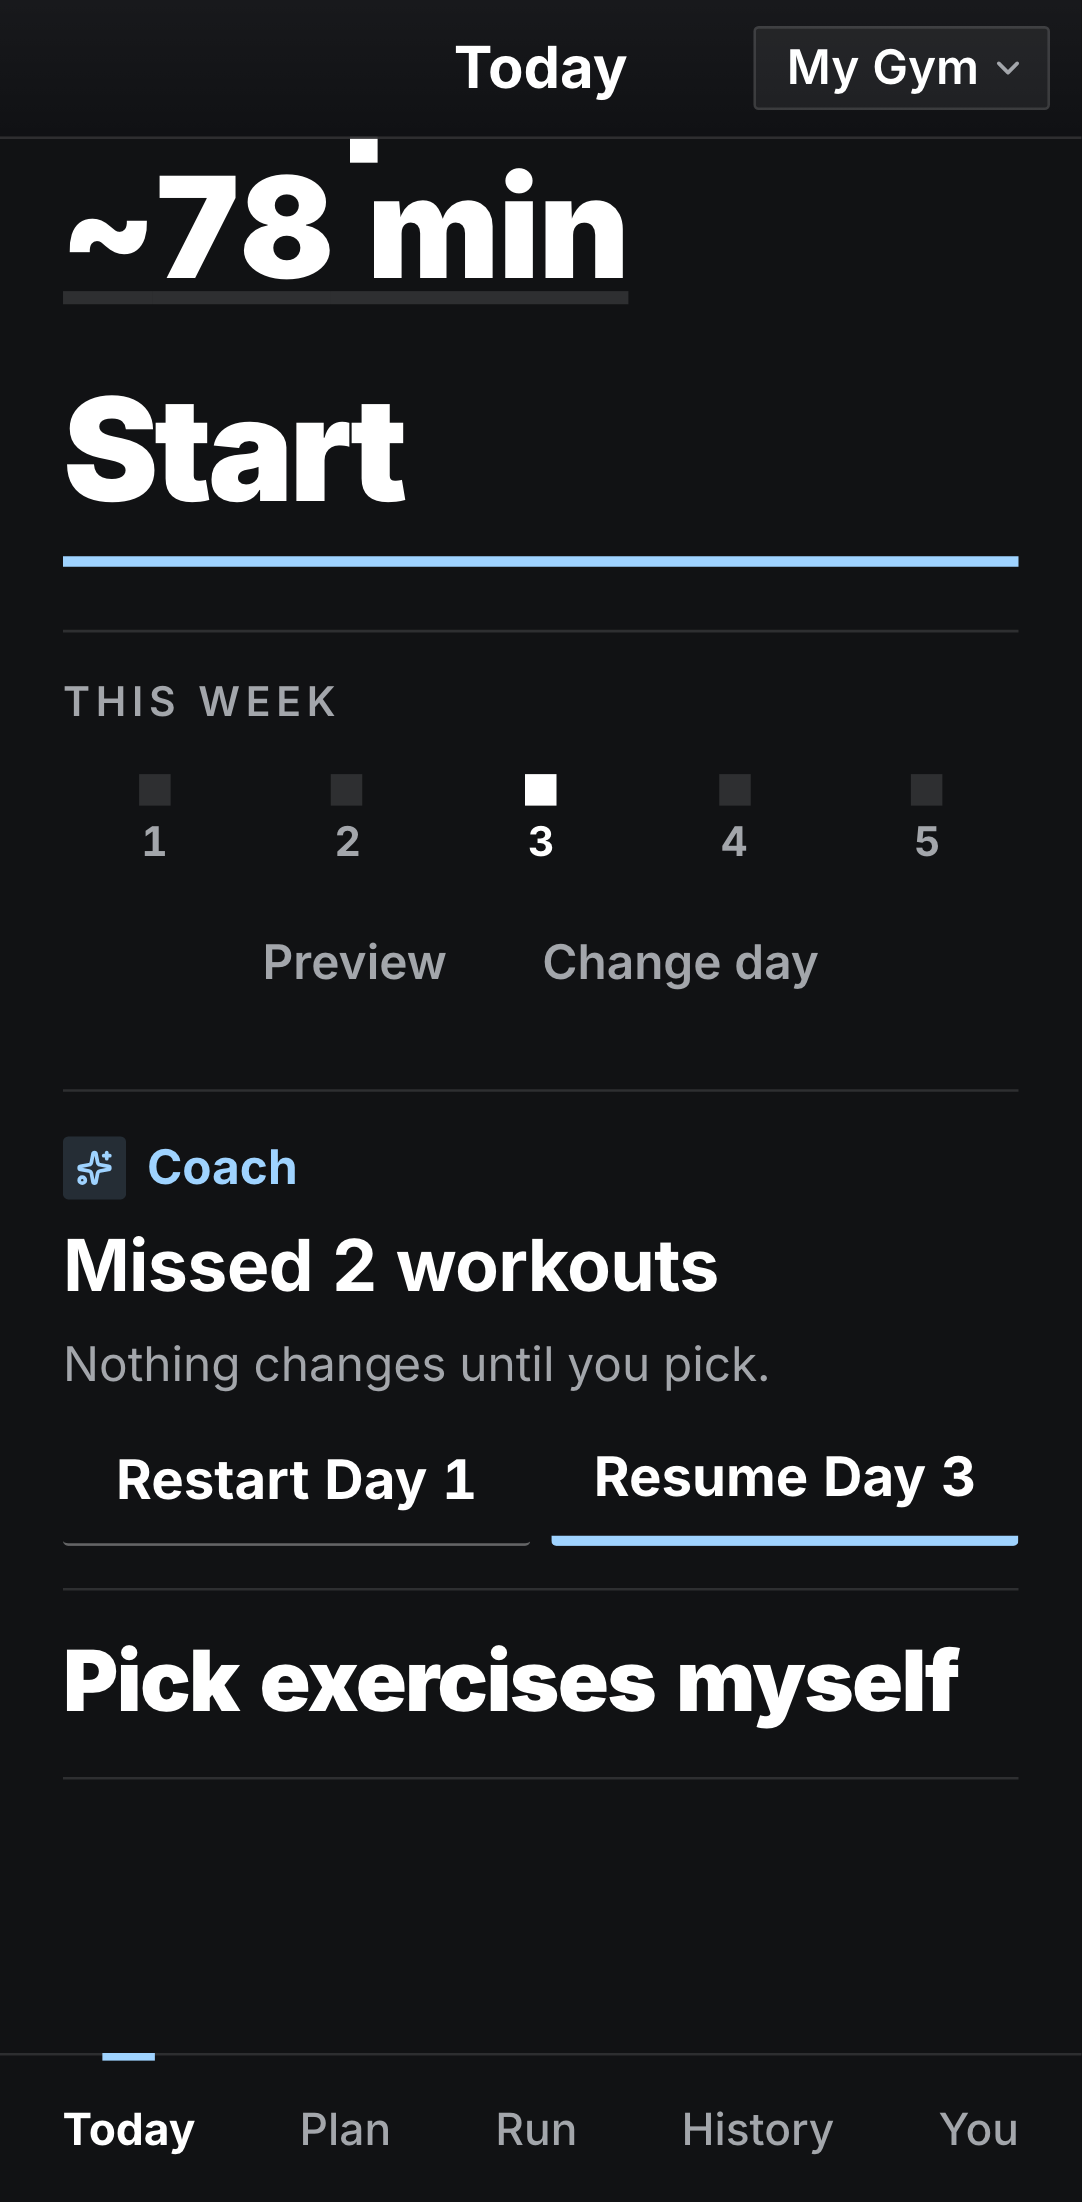 Today
My Gym
~78 min
Start
THIS WEEK
1 2 3 4 5
Preview Change day
Coach
Missed 2 workouts
Nothing changes until you pick.
Restart Day 1 Resume Day 3
Pick exercises myself
Today Plan Run History You